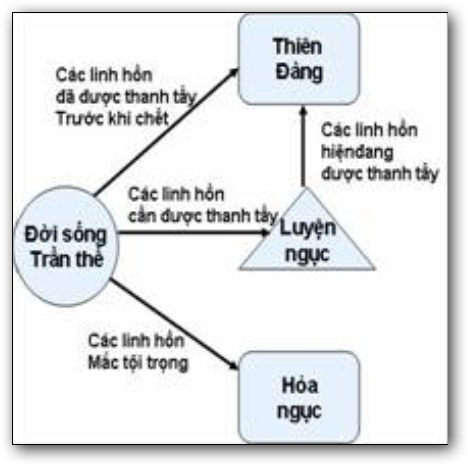 Thiên
Đàng
Các linh hồn
đã được thanh tẩy
Trước khi chết
Các linh hồn
hiệnđang
được thanh tẩy
Các linh hồn
cần được thanh tẩy
Đời sống
Trần thế
Luyện
ngục
Các linh hồn
Mắc tội trọng
Hỏa
ngục